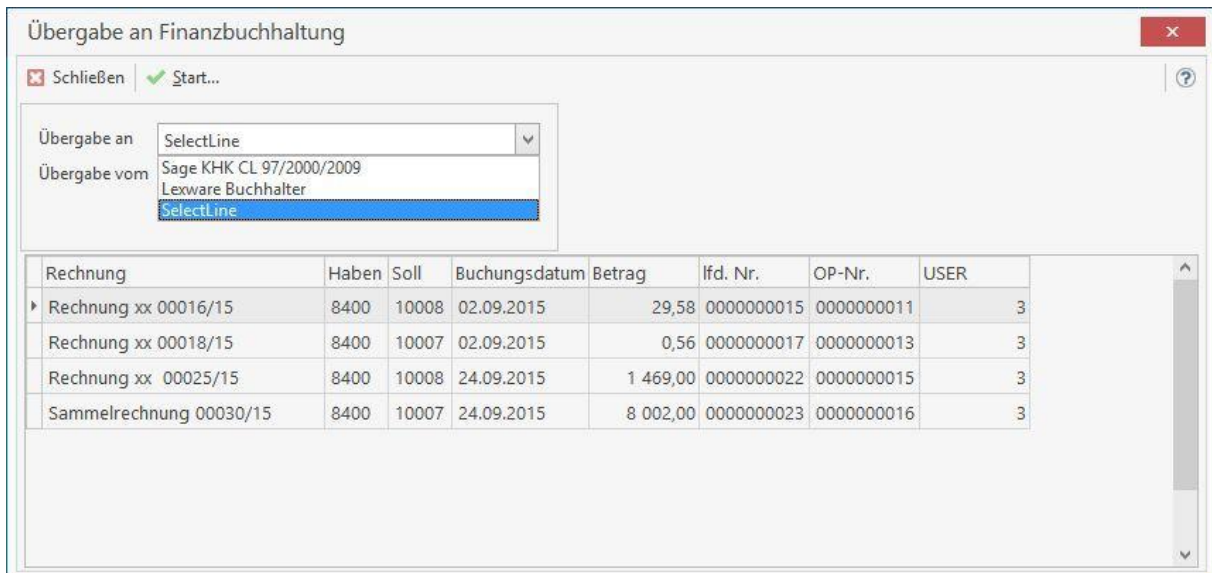 Übergabe an Finanzbuchhaltung
Schließen Start...
Übergabe an SelectLine
Übergabe vom
Sage KHK CL 97/2000/2009
Lexware Buchhalter
SelectLine
Rechnung Haben Soll Buchungsdatum Betrag lfd. Nr. OP-Nr. USER
Rechnung xx 00016/15 8400 10008 02.09.2015 29,58 0000000015 0000000011 3
Rechnung xx 00018/15 8400 10007 02.09.2015 0,56 0000000017 0000000013 3
Rechnung xx 00025/15 8400 10008 24.09.2015 1 469,00 0000000022 0000000015 3
Sammelrechnung 00030/15 8400 10007 24.09.2015 8 002,00 0000000023 0000000016 3